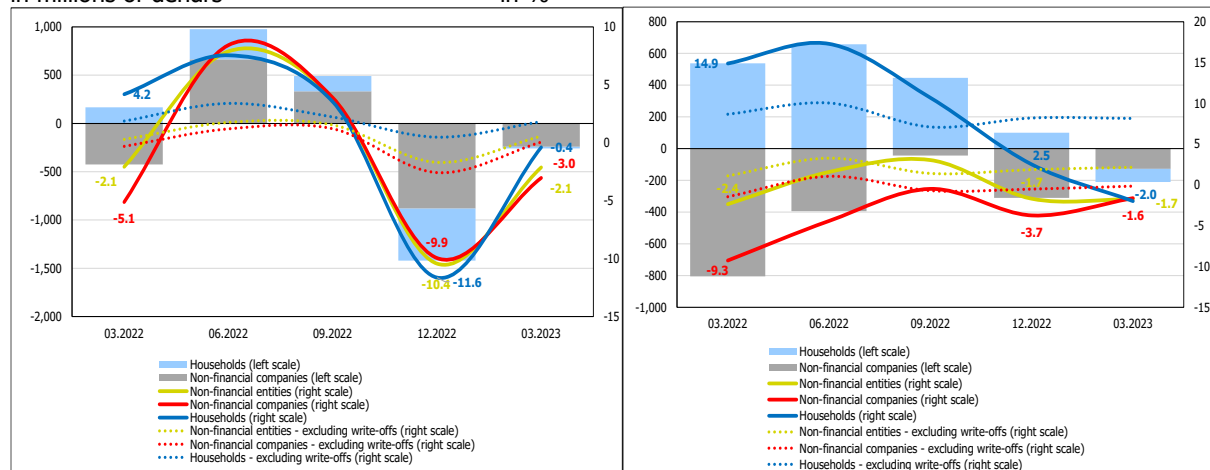 in millions of denars in %
1,000
500
0
-500
-1,000
-1,500
-2,000
10
5
0
-5
-10
-15
4.2
-2.1
-5.1
-9.9
-10.4
-11.6
-0.4
-3.0
-2.1
03.2022 06.2022 09.2022 12.2022 03.2023
Households (left scale)
Non-financial companies (left scale)
Non-financial entities (right scale)
Non-financial companies (right scale)
Households (right scale)
Non-financial entities - excluding write-offs (right scale)
Non-financial companies - excluding write-offs (right scale)
Households - excluding write-offs (right scale)
800
600
400
200
0
-200
-400
-600
-800
-1,000
20
15
10
5
0
-5
-10
-15
14.9
-2.4
-9.3
2.5
-1.7
-3.7
-2.0
-1.6
-1.7
03.2022 06.2022 09.2022 12.2022 03.2023
Households (left scale)
Non-financial companies (left scale)
Non-financial entities (right scale)
Non-financial companies (right scale)
Households (right scale)
Non-financial entities - excluding write-offs (right scale)
Non-financial companies - excluding write-offs (right scale)
Households - excluding write-offs (right scale)